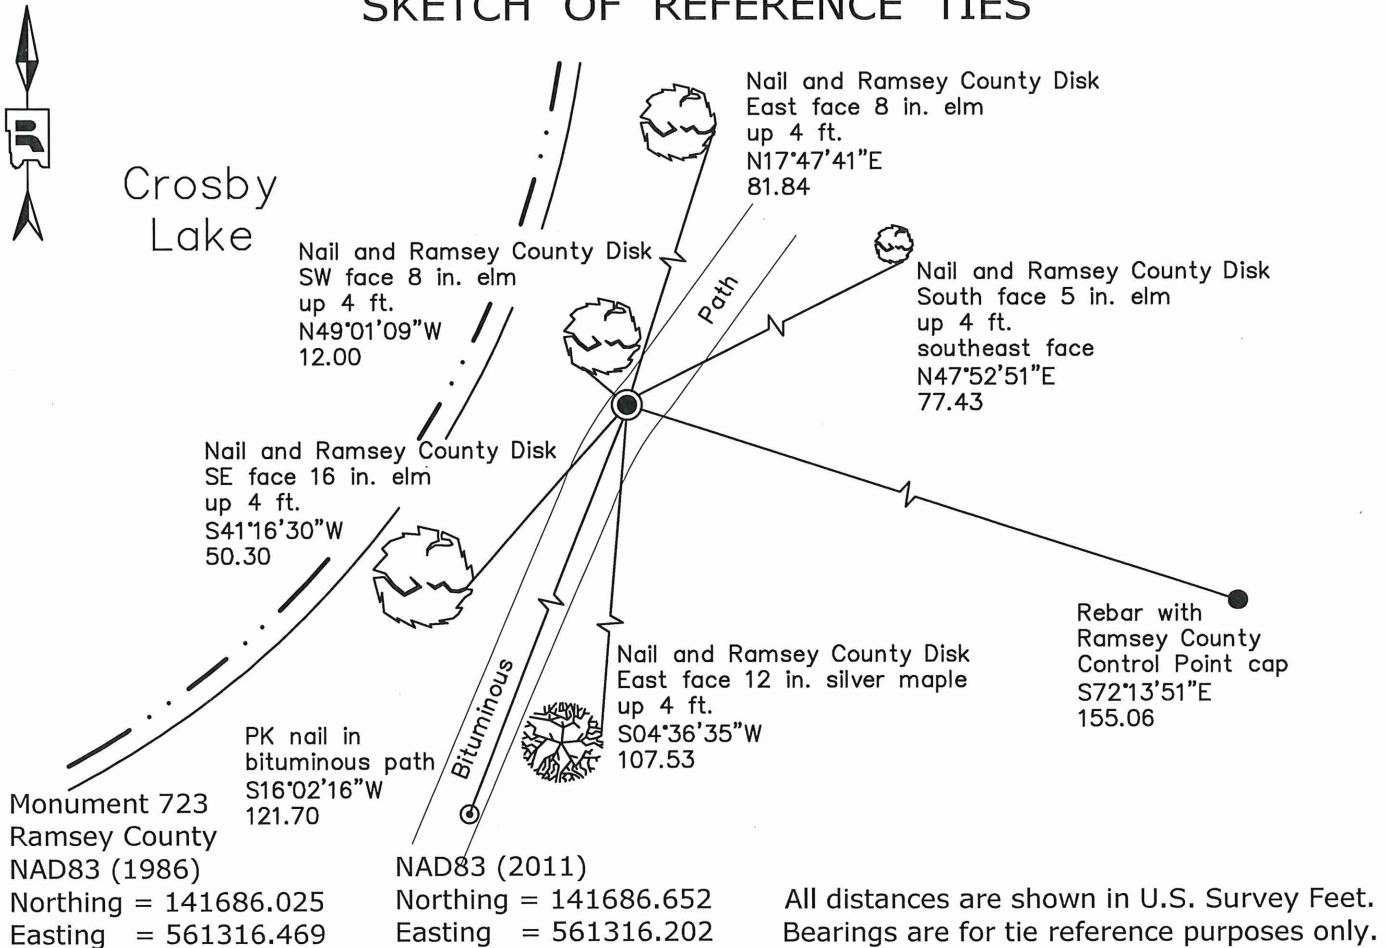 SKETCH OF REFERENCE TIES
Nail and Ramsey County Disk
East face 8 in. elm
up 4 ft.
N17°47'41"E
81.84
R
Crosby
Lake
Nail and Ramsey County Disk
SW face 8 in. elm
up 4 ft.
N49°01'09"W
12.00
Path
Nail and Ramsey County Disk
South face 5 in. elm
up 4 ft.
southeast face
N47°52'51"E
77.43
Nail and Ramsey County Disk
SE face 16 in. elm
up 4 ft.
S41°16'30"W
50.30
Rebar with
Ramsey County
Control Point cap
S72°13'51"E
155.06
Nail and Ramsey County Disk
East face 12 in. silver maple
up 4 ft.
S04°36'35"W
107.53
Bituminous
PK nail in
bituminous path
S16°02'16"W
121.70
Monument 723
Ramsey County
NAD83 (1986)
Northing = 141686.025
Easting = 561316.469
NAD83 (2011)
Northing = 141686.652
Easting = 561316.202
All distances are shown in U.S. Survey Feet.
Bearings are for tie reference purposes only.